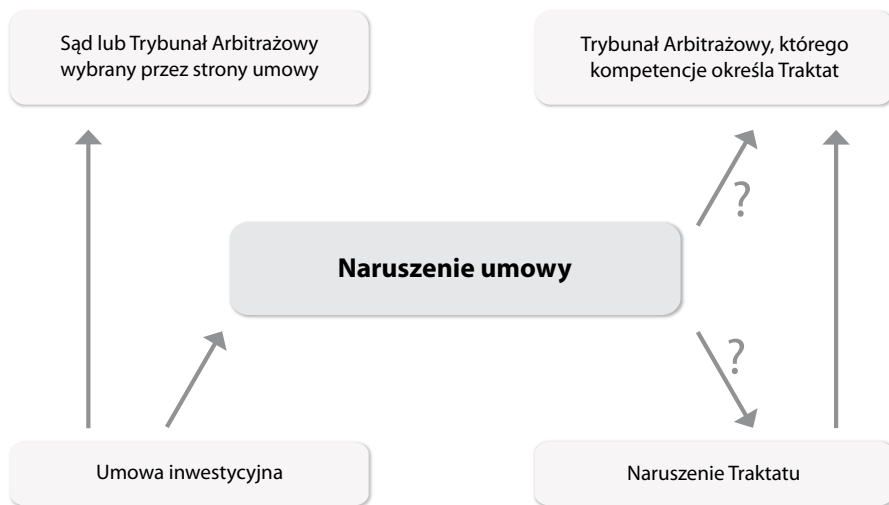 Sąd lub Trybunał Arbitrażowy
wybrany przez strony umowy
Trybunał Arbitrażowy, którego
kompetencje określa Traktat
?
Naruszenie umowy
?
Umowa inwestycyjna
Naruszenie Traktatu